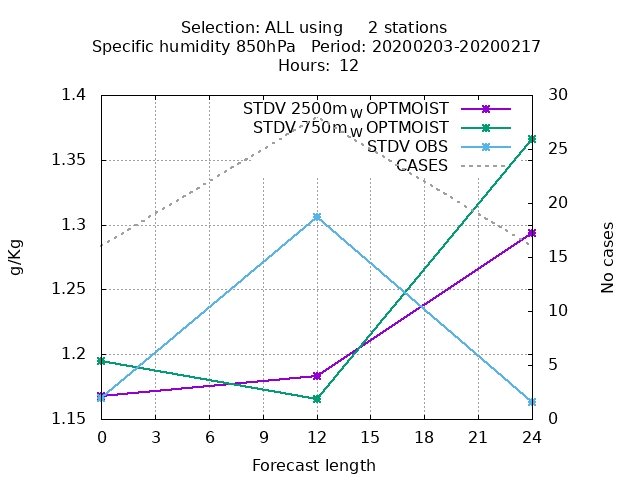 Selection: ALL using 2 stations
Specific humidity 850hPa Period: 20200203-20200217
Hours: 12
1.4
1.35
1.3
1.25
1.2
1.15
g/Kg
STDV 2500m_W OPTMOIST
STDV 750m_W OPTMOIST
STDV OBS
CASES
30
25
20
15
10
5
0
No cases
0 3 6 9 12 15 18 21 24
Forecast length